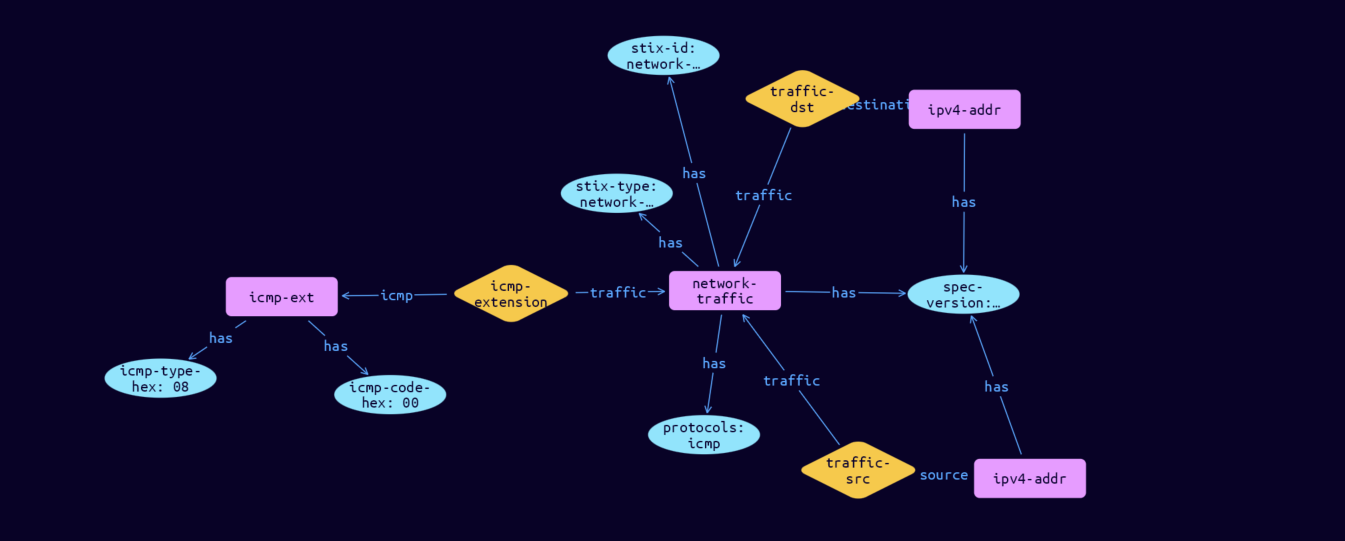 stix-id:
network-…
traffic-
dst
ipv4-addr
has
stix-type:
network-…
traffic
has
has
icmp-ext
icmp
icmp-
extension
traffic
network-
traffic
has
spec-
version:…
has
has
has
traffic
has
icmp-type-
hex: 08
icmp-code-
hex: 00
protocols:
icmp
traffic-
src
source
ipv4-addr